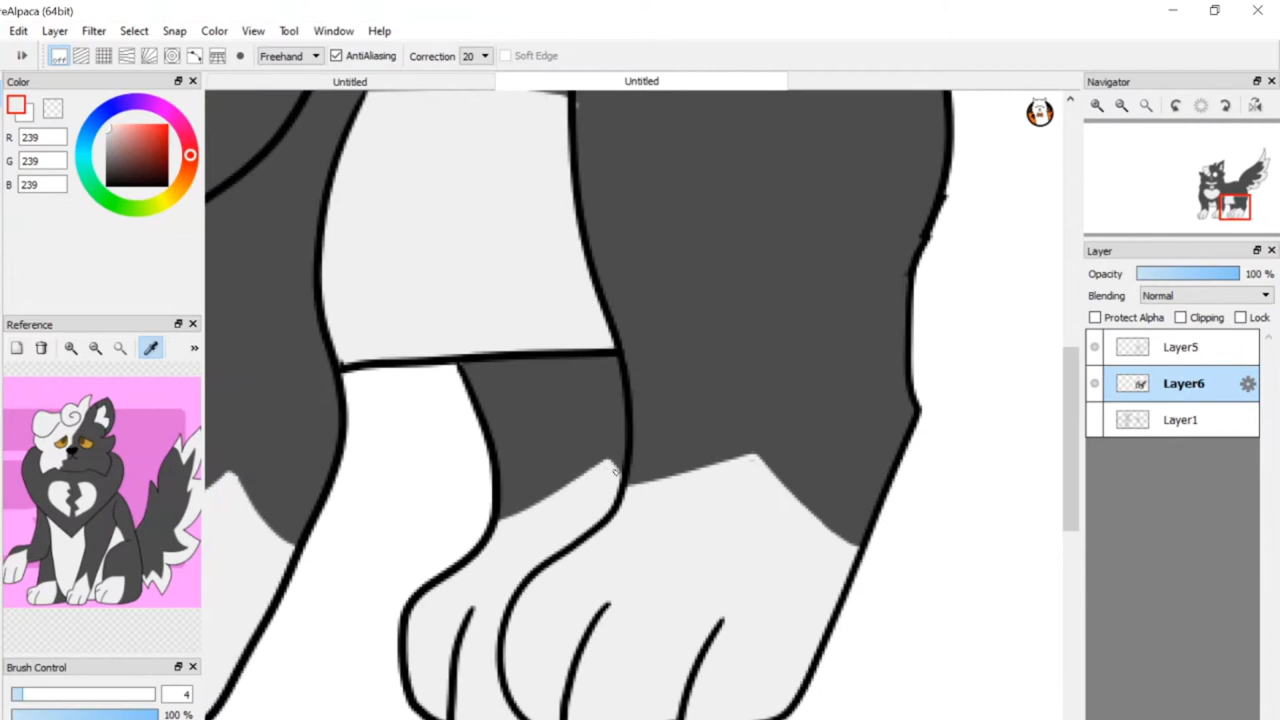 reAlpaca (64bit)
Edit Layer Filter Select Snap Color View Tool Window Help
off Freehand AntiAliasing Correction 20 Soft Edge
Untitled Untitled
Color
R 239
G 239
B 239
Reference
»
Brush Control
4
100 %
Navigator
Layer
Opacity 100 %
Blending Normal
Protect Alpha Clipping Lock
Layer5
Layer6
Layer1